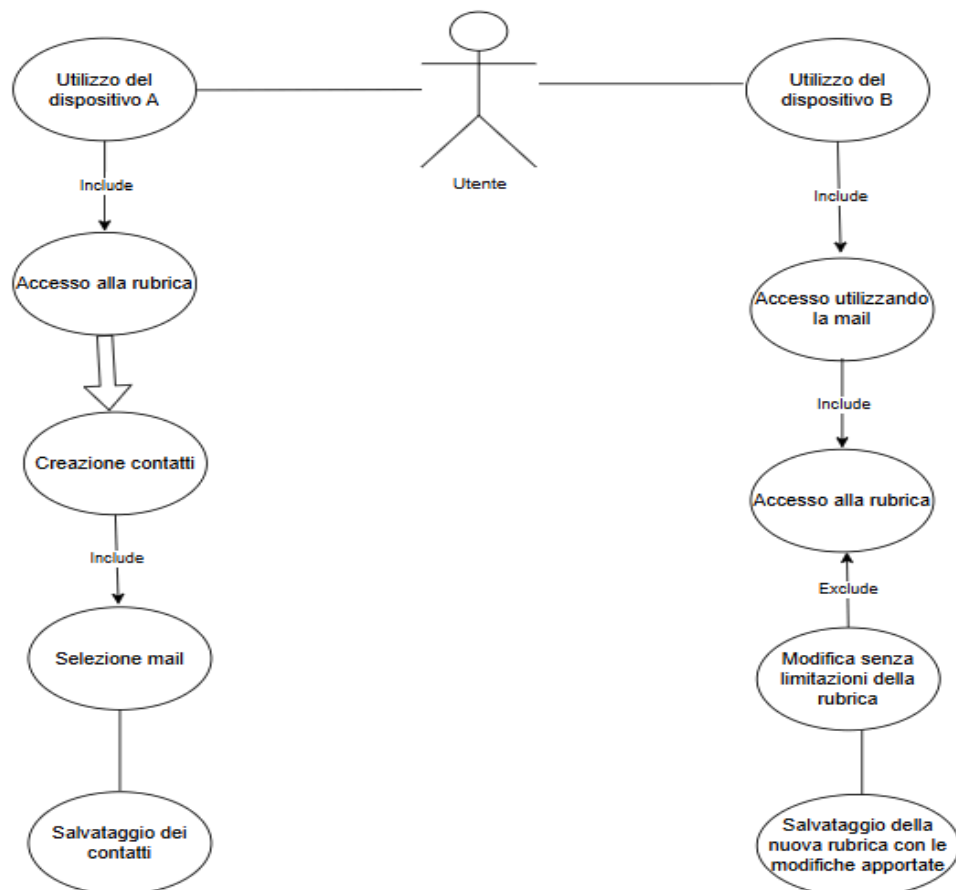 Utilizzo del
dispositivo A
Utente
Utilizzo del
dispositivo B
Include
Include
Accesso alla rubrica
Accesso utilizzando
la mail
Include
Creazione contatti
Accesso alla rubrica
Include
Exclude
Selezione mail
Modifica senza
limitazioni della
rubrica
Salvataggio dei
contatti
Salvataggio della
nuova rubrica con le
modifiche apportate